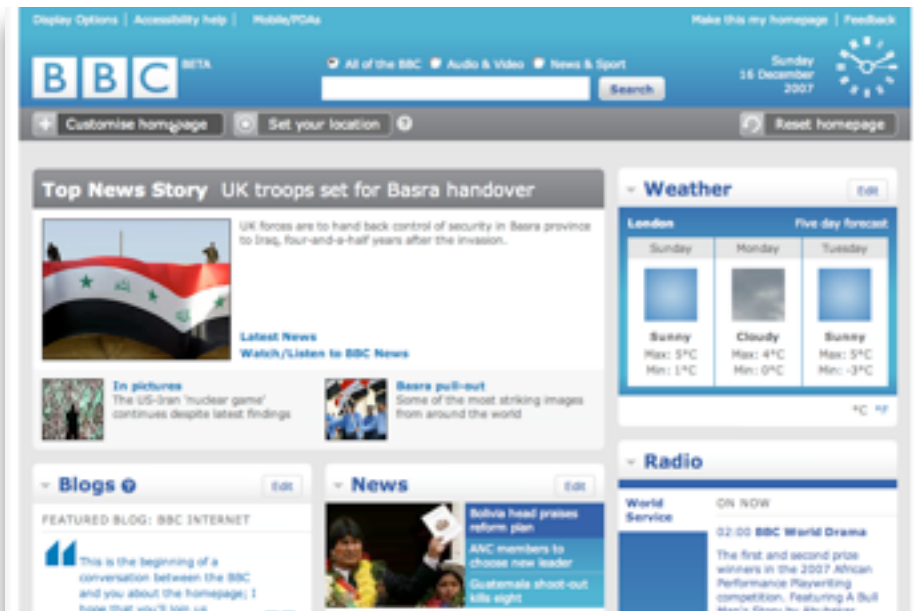 Display Options | Accessibility help | Mobile/PDAs
Make this my homepage | Feedback
BBC BETA
All of the BBC Audio & Video News & Sport
Search
Sunday
16 December
2007
Customise homepage
Set your location
Reset homepage
Top News Story UK troops set for Basra handover
UK forces are to hand back control of security in Basra province
to Iraq, four-and-a-half years after the invasion.
Latest News
Watch/Listen to BBC News
In pictures
The US-Iran 'nuclear game'
continues despite latest findings
Basra pull-out
Some of the most striking images
from around the world
Weather Edit
London Five day forecast
Sunday Monday Tuesday
Sunny Cloudy Sunny
Max: 5°C Max: 4°C Max: 5°C
Min: 1°C Min: 0°C Min: -3°C
°C °F
Blogs Edit
FEATURED BLOG: BBC INTERNET
This is the beginning of a
conversation between the BBC
and you about the homepage; I
hope that you'll join us
News Edit
Bolivia head praises
reform plan
ANC members to
choose new leader
Guatemala shoot-out
kills eight
Radio
World
Service
ON NOW
02:00 BBC World Drama
The first and second prize
winners in the 2007 African
Performance Playwriting
competition. Featuring A Bull
Man's Story by